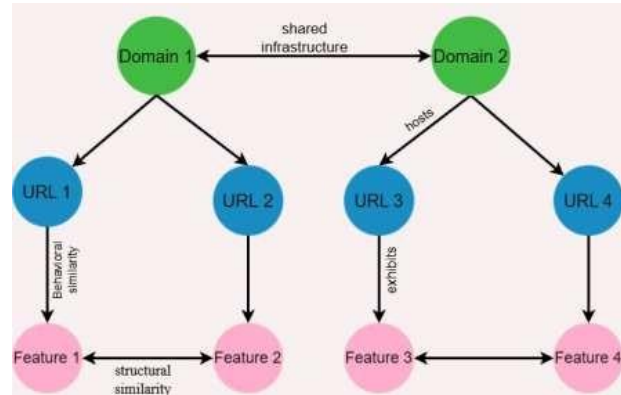 shared
infrastructure
Domain 1
Domain 2
hosts
URL 1
URL 2
URL 3
URL 4
Behavioral
similarity
exhibits
Feature 1
Feature 2
Feature 3
Feature 4
structural
similarity